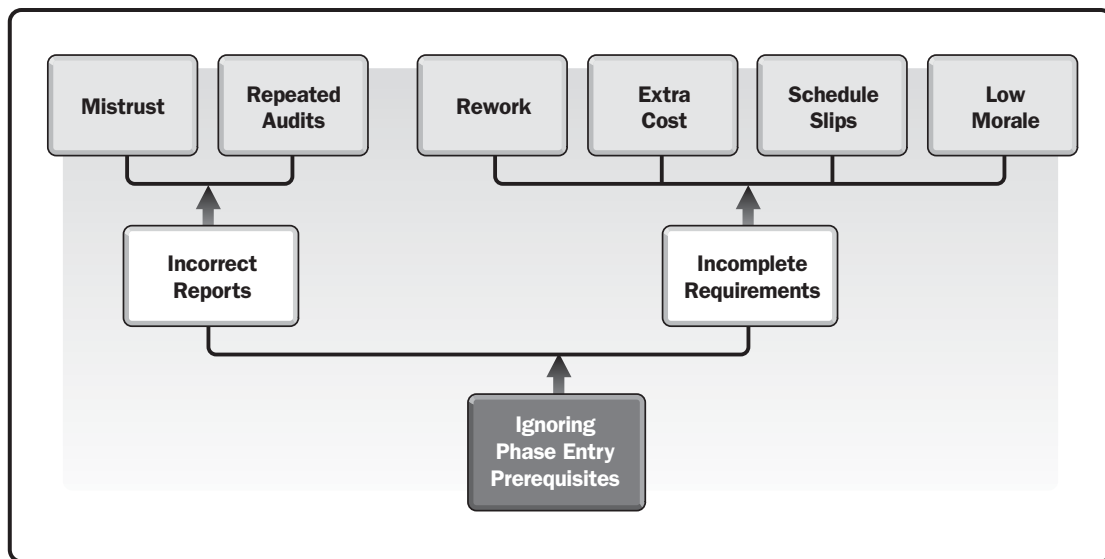 Mistrust
Repeated
Audits
Rework
Extra
Cost
Schedule
Slips
Low
Morale
Incorrect
Reports
Incomplete
Requirements
Ignoring
Phase Entry
Prerequisites